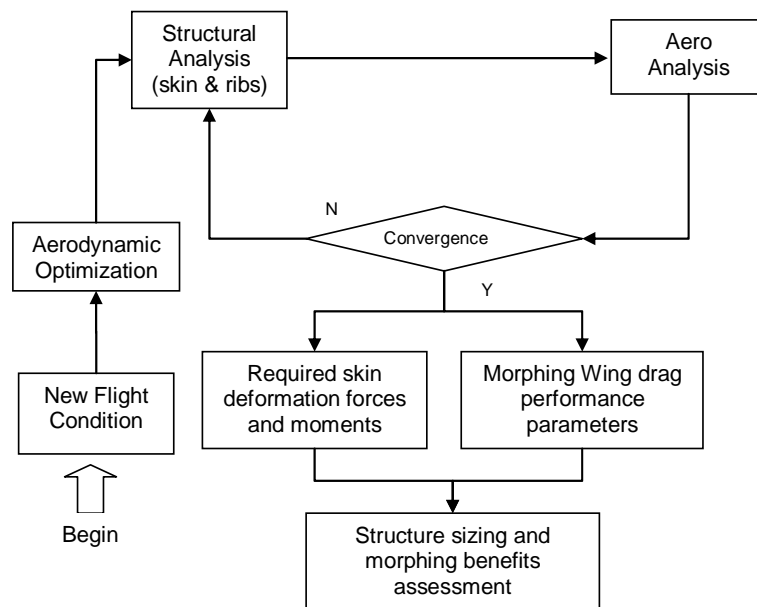 Structural
Analysis
(skin & ribs)
Aero
Analysis
N
Convergence
Aerodynamic
Optimization
Y
Required skin
deformation forces
and moments
Morphing Wing drag
performance
parameters
New Flight
Condition
Begin
Structure sizing and
morphing benefits
assessment